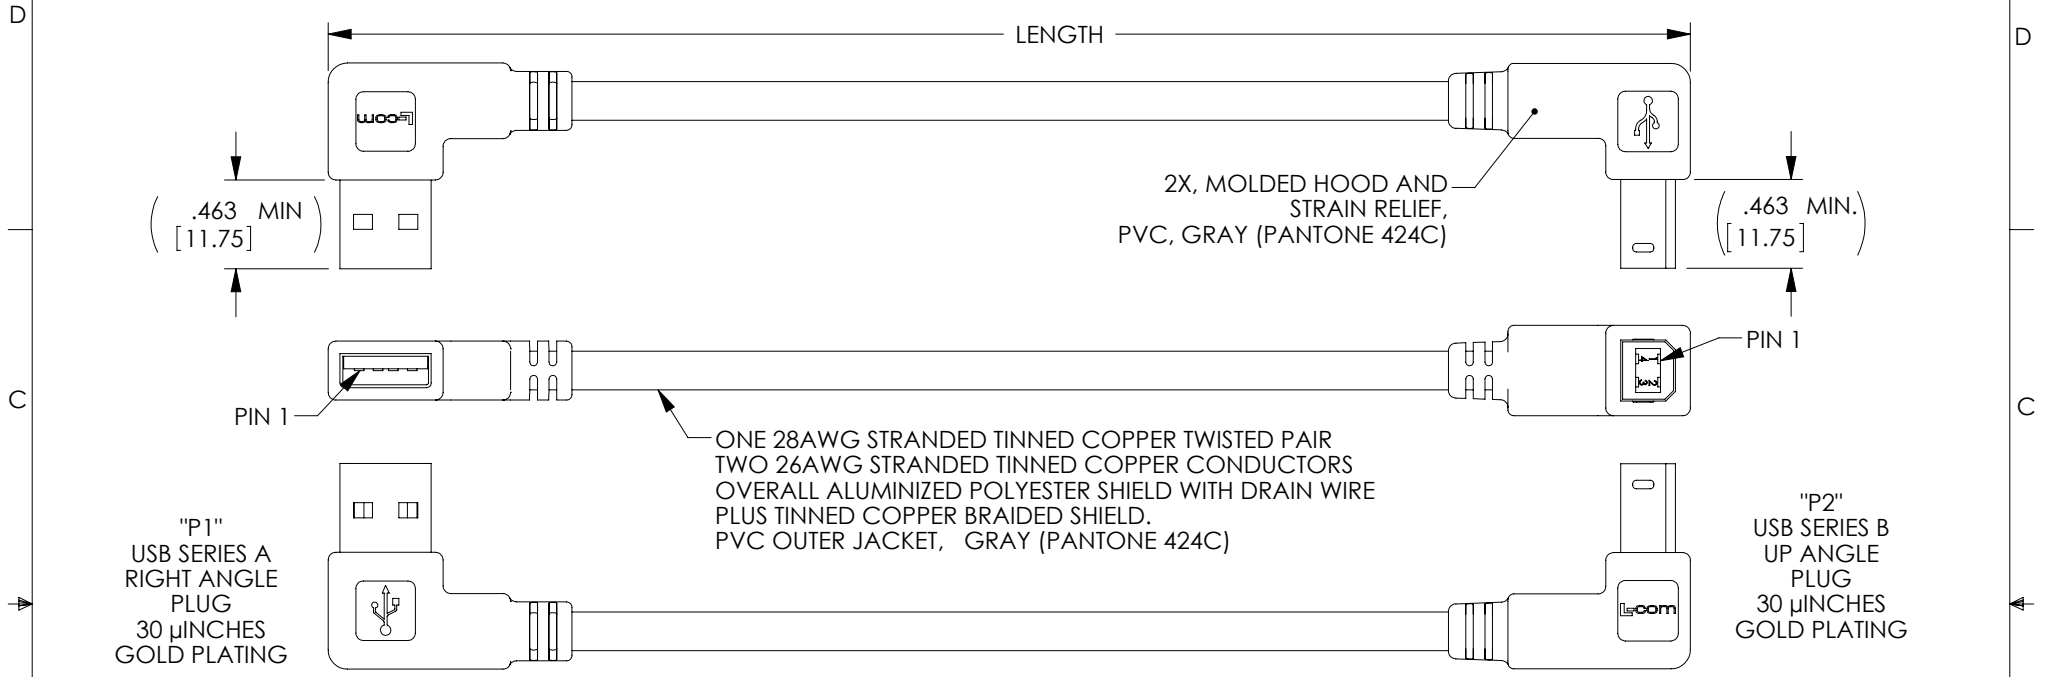 D
LENGTH
D
L-com
2X, MOLDED HOOD AND
STRAIN RELIEF,
PVC, GRAY (PANTONE 424C)
.463 MIN
[11.75]
.463 MIN.
[11.75]
PIN 1
PIN 1
C
C
1
4
3
2
ONE 28AWG STRANDED TINNED COPPER TWISTED PAIR
TWO 26AWG STRANDED TINNED COPPER CONDUCTORS
OVERALL ALUMINIZED POLYESTER SHIELD WITH DRAIN WIRE
PLUS TINNED COPPER BRAIDED SHIELD.
PVC OUTER JACKET, GRAY (PANTONE 424C)
"P1"
USB SERIES A
RIGHT ANGLE
PLUG
30 µINCHES
GOLD PLATING
"P2"
USB SERIES B
UP ANGLE
PLUG
30 µINCHES
GOLD PLATING
L-com